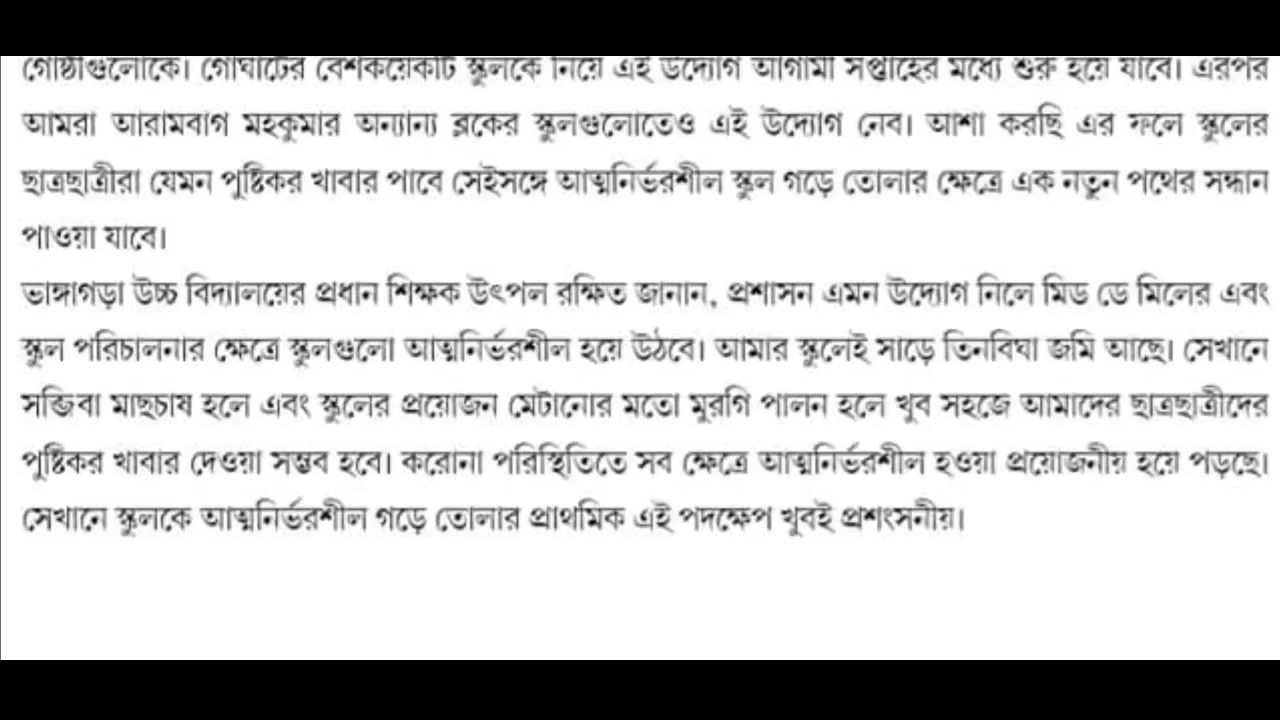 গোষ্ঠীগুলোকে। গোঘাটের বেশকয়েকটি স্কুলকে নিয়ে এই উদ্যোগ আগামী সপ্তাহের মধ্যে শুরু হয়ে যাবে। এরপর
আমরা আরামবাগ মহকুমার অন্যান্য ব্লকের স্কুলগুলোতেও এই উদ্যোগ নেব। আশা করছি এর ফলে স্কুলের
ছাত্রছাত্রীরা যেমন পুষ্টিকর খাবার পাবে সেইসঙ্গে আত্মনির্ভরশীল স্কুল গড়ে তোলার ক্ষেত্রে এক নতুন পথের সন্ধান
পাওয়া যাবে।
ভাঙ্গাগড়া উচ্চ বিদ্যালয়ের প্রধান শিক্ষক উৎপল রক্ষিত জানান, প্রশাসন এমন উদ্যোগ নিলে মিড ডে মিলের এবং
স্কুল পরিচালনার ক্ষেত্রে স্কুলগুলো আত্মনির্ভরশীল হয়ে উঠবে। আমার স্কুলেই সাড়ে তিনবিঘা জমি আছে। সেখানে
সব্জিবা মাছচাষ হলে এবং স্কুলের প্রয়োজন মেটানোর মতো মুরগি পালন হলে খুব সহজে আমাদের ছাত্রছাত্রীদের
পুষ্টিকর খাবার দেওয়া সম্ভব হবে। করোনা পরিস্থিতিতে সব ক্ষেত্রে আত্মনির্ভরশীল হওয়া প্রয়োজনীয় হয়ে পড়ছে।
সেখানে স্কুলকে আত্মনির্ভরশীল গড়ে তোলার প্রাথমিক এই পদক্ষেপ খুবই প্রশংসনীয়।